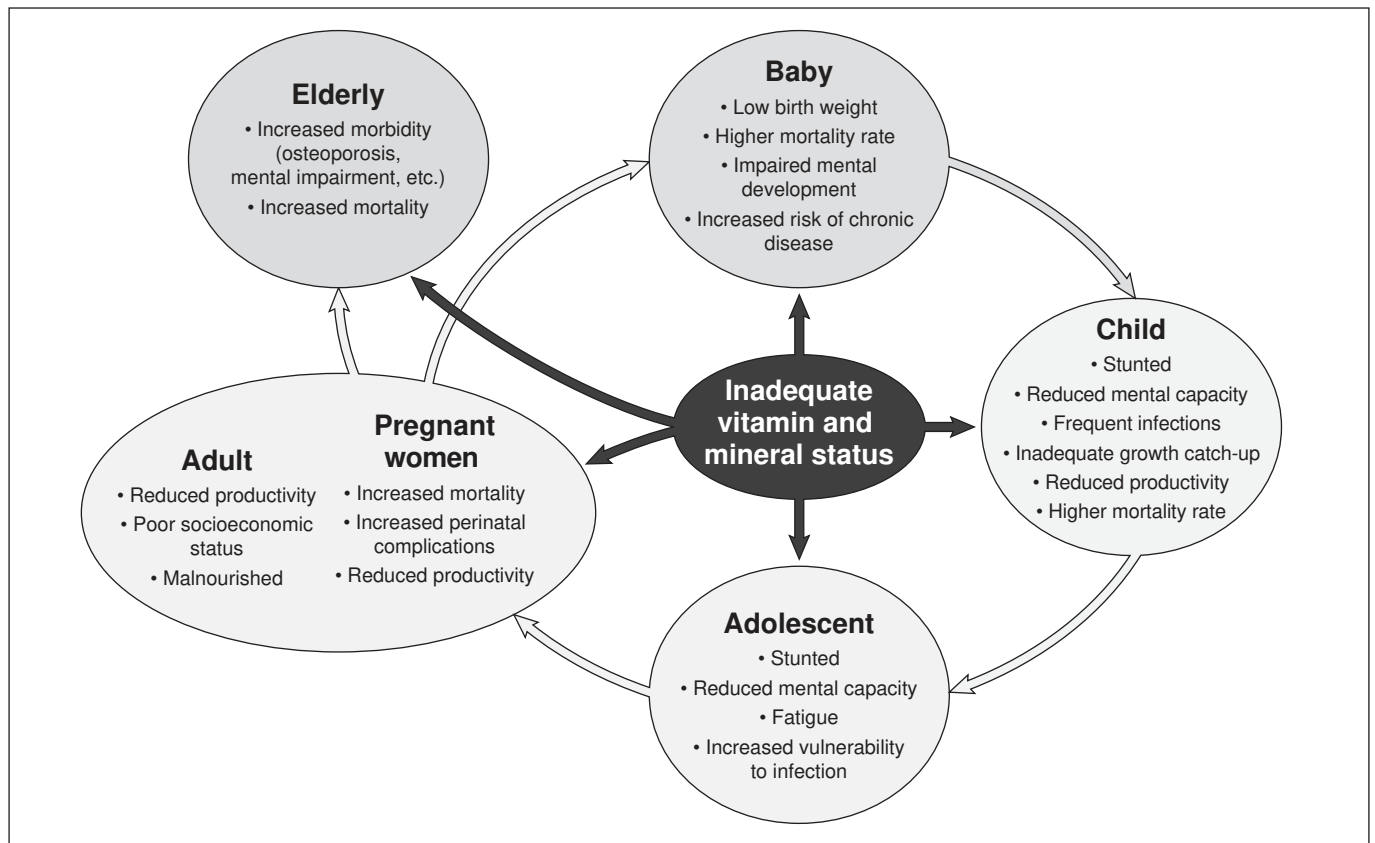 Elderly
• Increased morbidity
(osteoporosis,
mental impairment, etc.)
• Increased mortality
Baby
• Low birth weight
• Higher mortality rate
• Impaired mental
development
• Increased risk of chronic
disease
Child
• Stunted
• Reduced mental capacity
• Frequent infections
• Inadequate growth catch-up
• Reduced productivity
• Higher mortality rate
Inadequate
vitamin and
mineral status
Adult
• Reduced productivity
• Poor socioeconomic
status
• Malnourished
Pregnant
women
• Increased mortality
• Increased perinatal
complications
• Reduced productivity
Adolescent
• Stunted
• Reduced mental capacity
• Fatigue
• Increased vulnerability
to infection